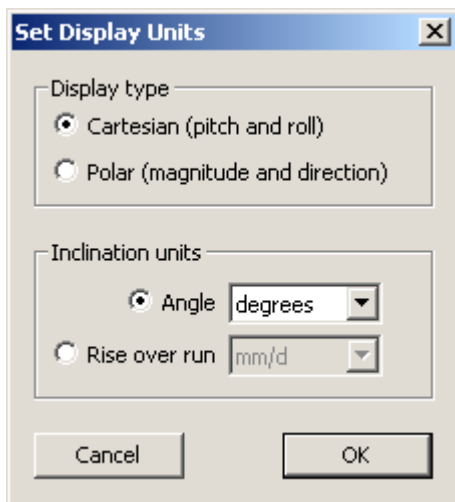 Set Display Units
Display type
Cartesian (pitch and roll)
Polar (magnitude and direction)
Inclination units
Angle degrees
Rise over run mm/d
Cancel OK